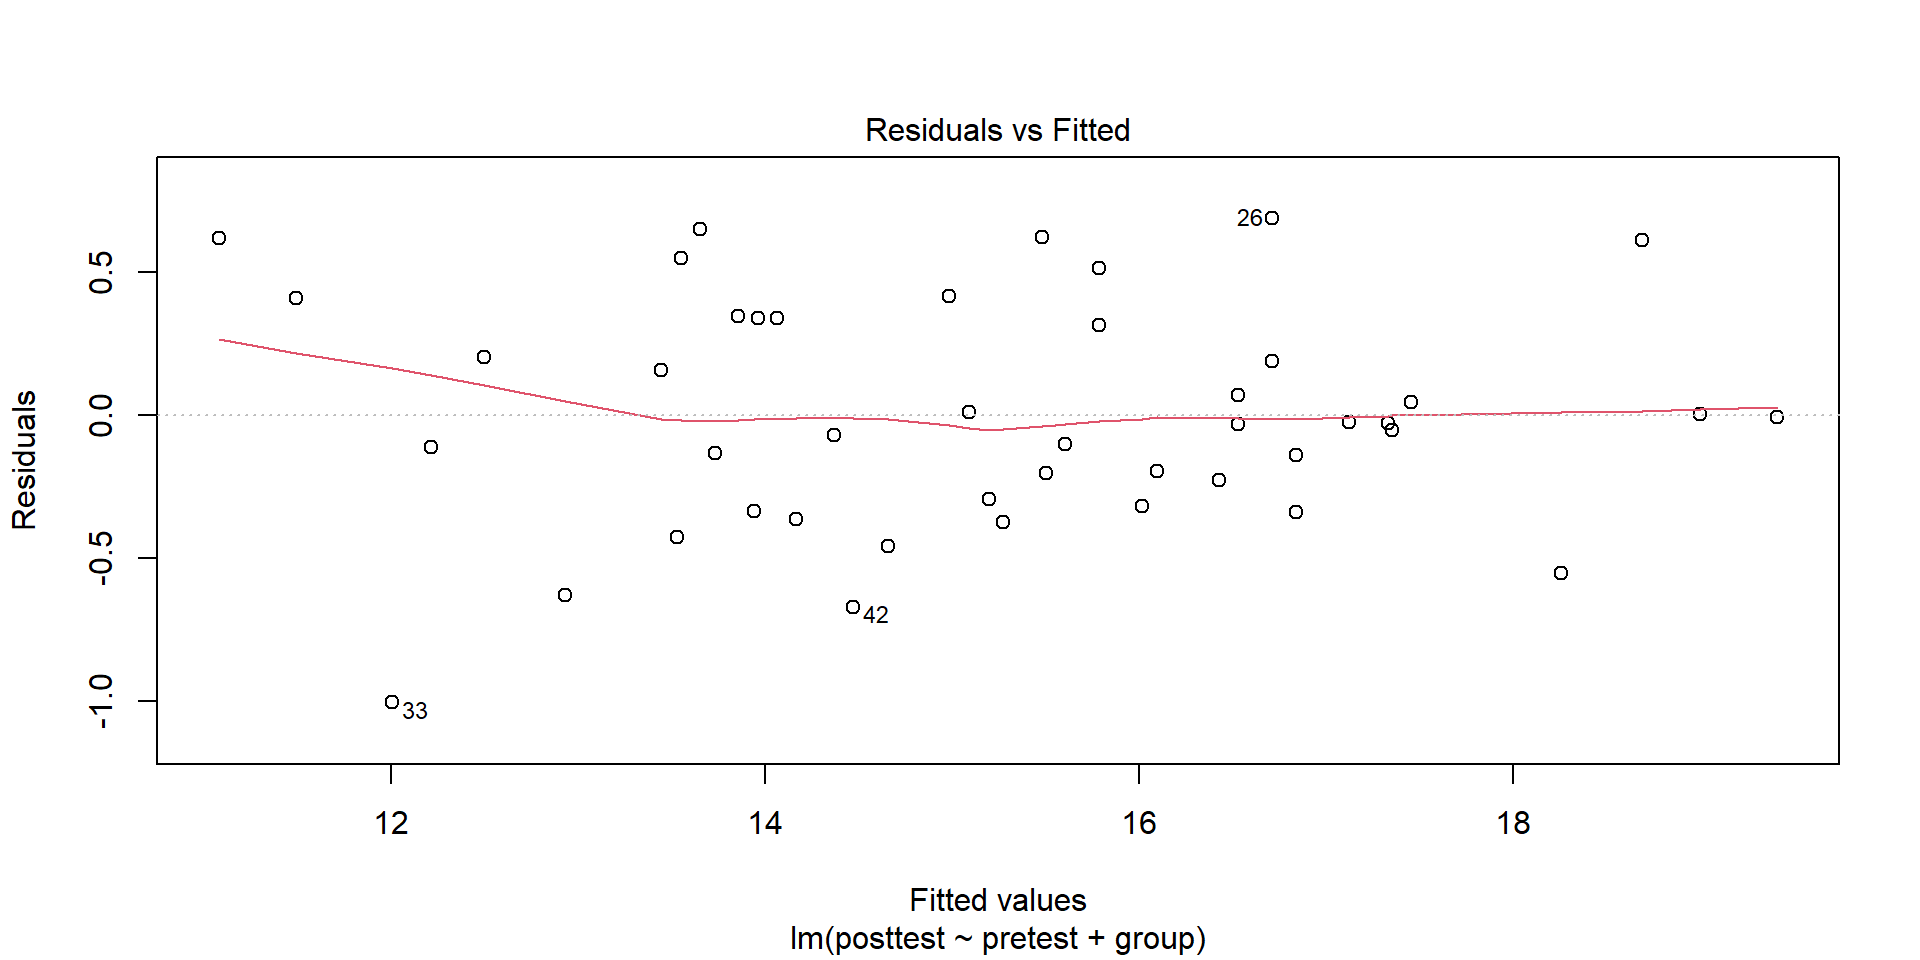 Residuals vs Fitted
Residuals
0.5
0.0
-0.5
-1.0
26
42
33
12 14 16 18
Fitted values
lm(posttest ~ pretest + group)